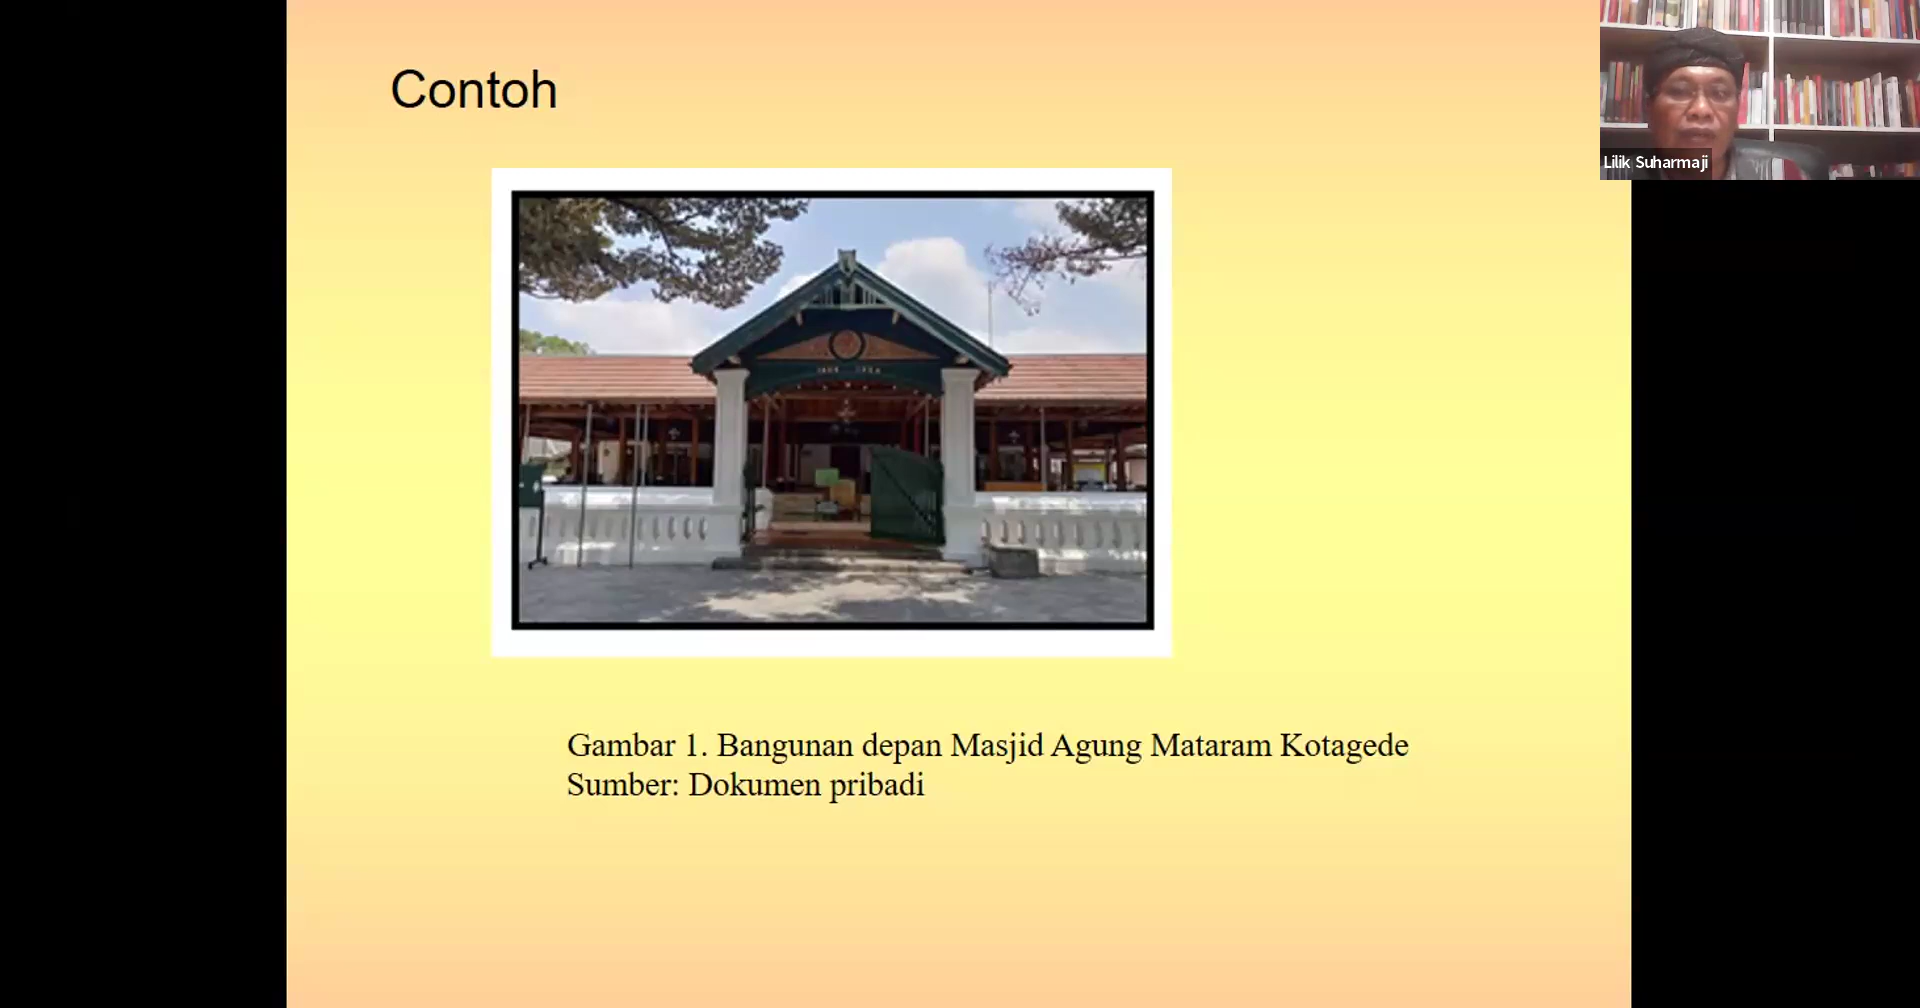 Contoh
Lilik Suharmaji
Gambar 1. Bangunan depan Masjid Agung Mataram Kotagede
Sumber: Dokumen pribadi